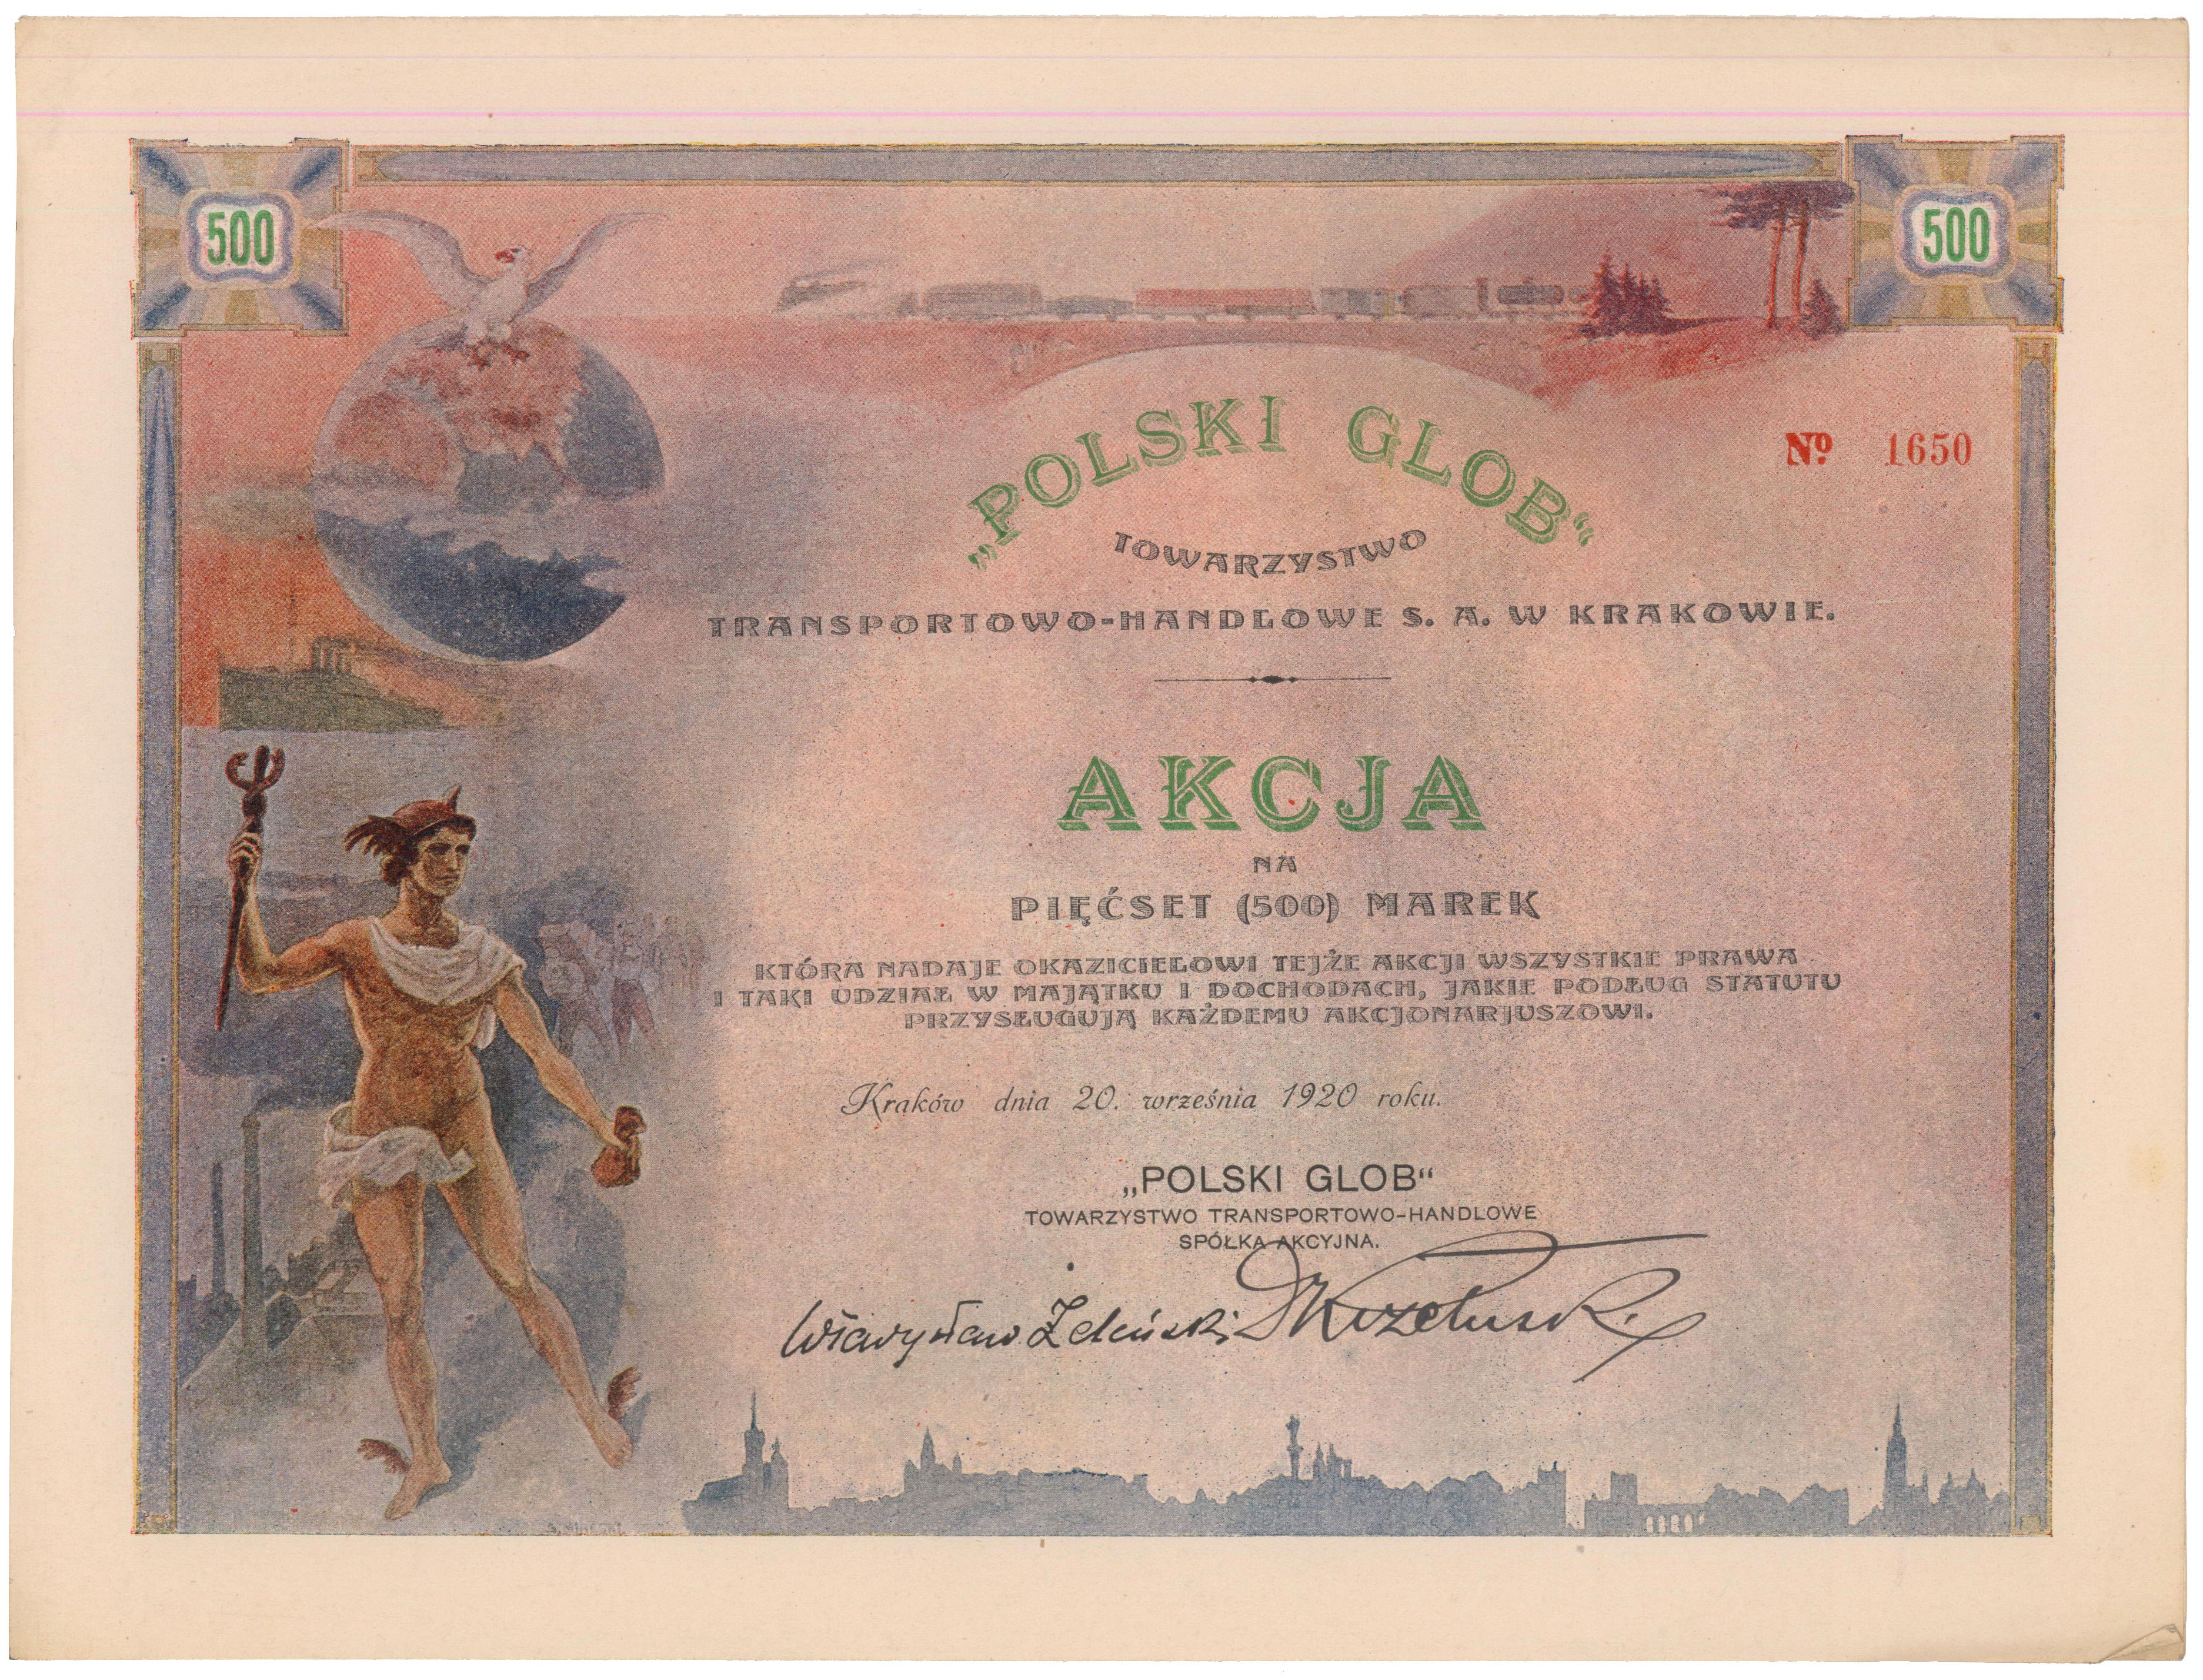 500
500
„POLSKI GLOB“
Nº 1650
TOWARZYSTWO
TRANSPORTOWO-HANDLOWE S. A. W KRAKOWIE.
AKCJA
NA
PIĘĆSET (500) MAREK
KTÓRA NADAJE OKAZICIELOWI TEJŻE AKCJI WSZYSTKIE PRAWA
I TAKI UDZIAŁ W MAJĄTKU I DOCHODACH, JAKIE PODŁUG STATUTU
PRZYSŁUGUJĄ KAŻDEMU AKCJONARJUSZOWI.
Kraków dnia 20. września 1920 roku.
„POLSKI GLOB“
TOWARZYSTWO TRANSPORTOWO-HANDLOWE
SPÓŁKA AKCYJNA.
Władysław Żeleński